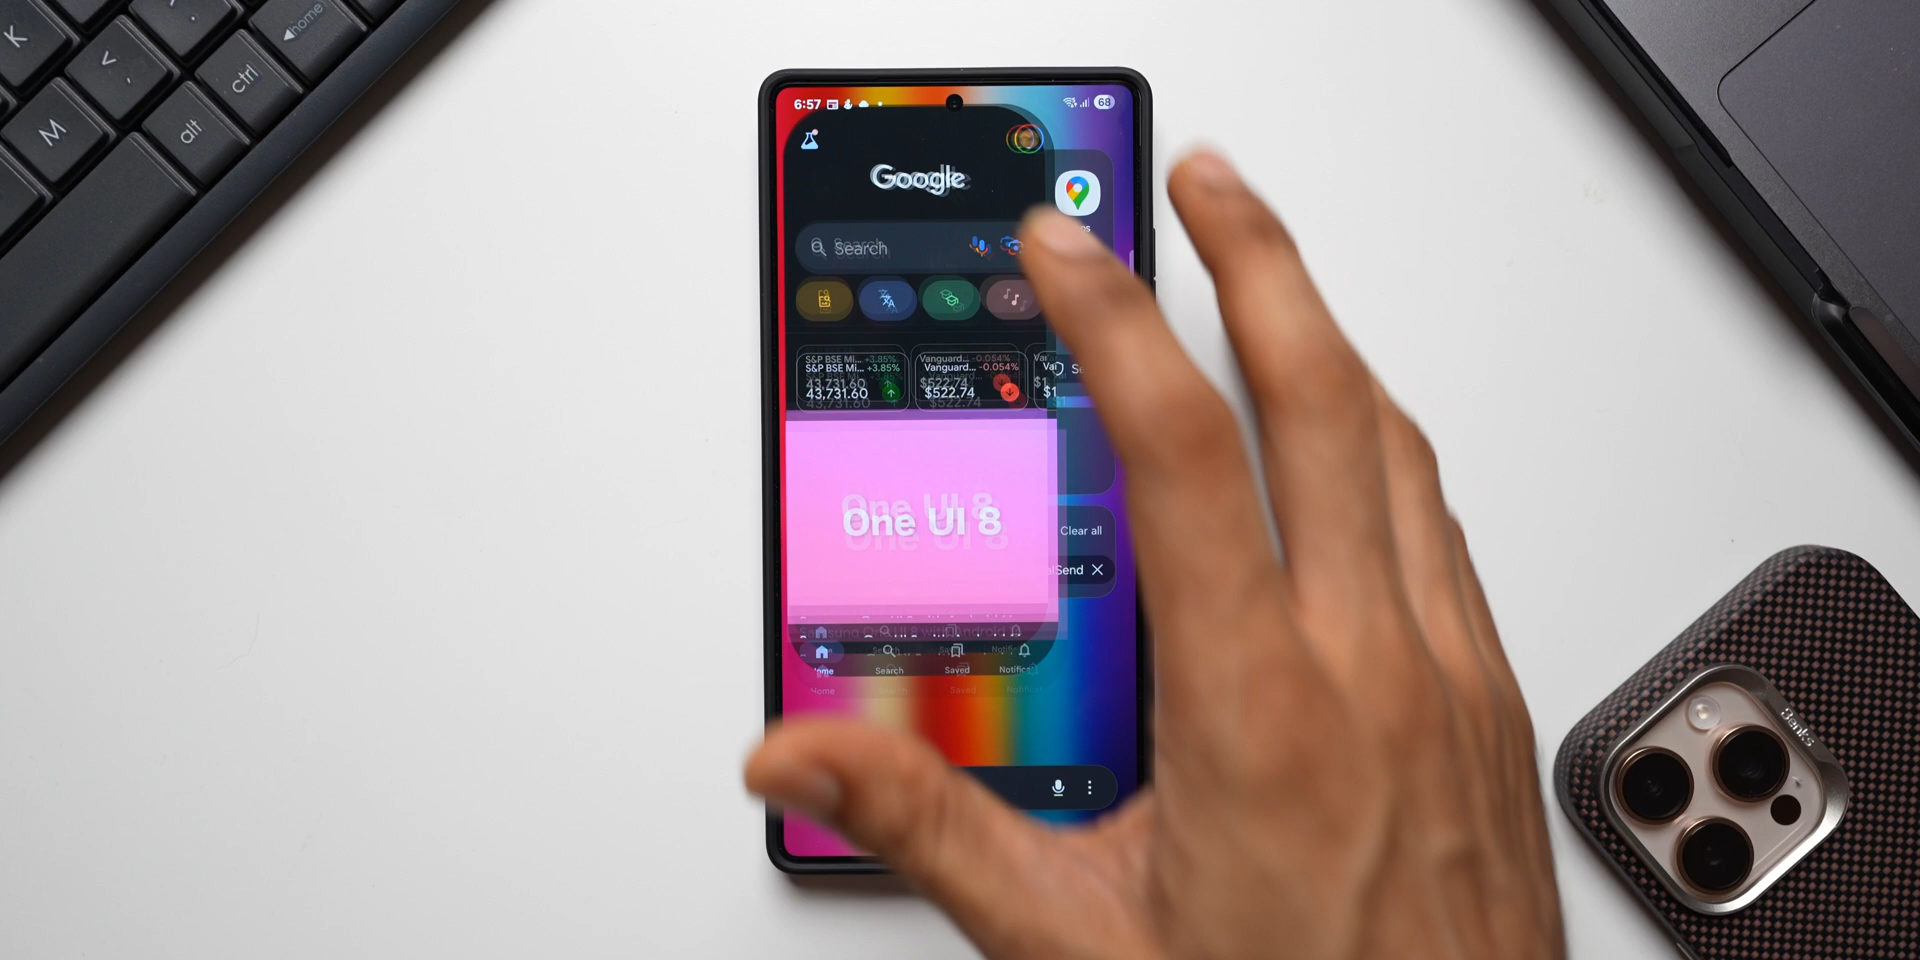 K
<
,
home
M
alt
ctrl
6:57
68
Google
Search
S&P BSE Mi... +3.85%
43,731.60
Vanguard... -0.054%
$522.74
One UI 8
Clear all
Home
Search
Saved
Benks